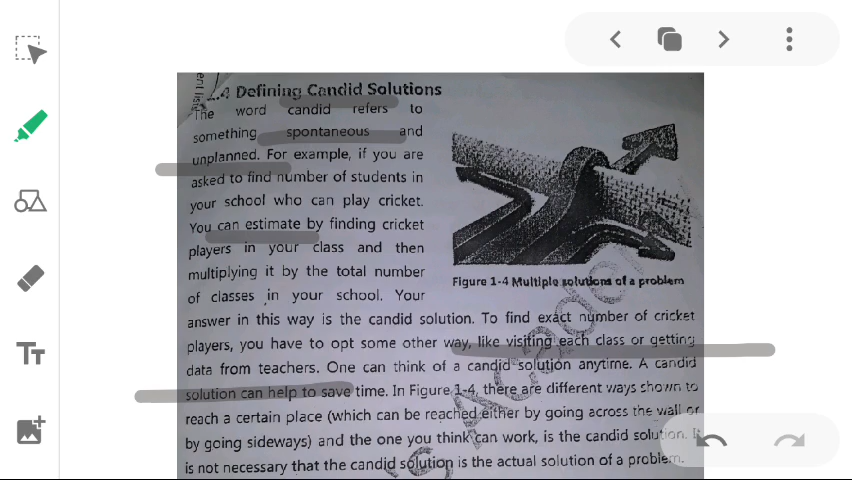 1.4 Defining Candid Solutions
The word candid refers to
something spontaneous and
unplanned. For example, if you are
asked to find number of students in
your school who can play cricket.
You can estimate by finding cricket
players in your class and then
multiplying it by the total number
of classes in your school. Your
Figure 1-4 Multiple solutions of a problem
answer in this way is the candid solution. To find exact number of cricket
players, you have to opt some other way, like visiting each class or getting
data from teachers. One can think of a candid solution anytime. A candid
solution can help to save time. In Figure 1-4, there are different ways shown to
reach a certain place (which can be reached either by going across the wall or
by going sideways) and the one you think can work, is the candid solution. It
is not necessary that the candid solution is the actual solution of a problem.
TT